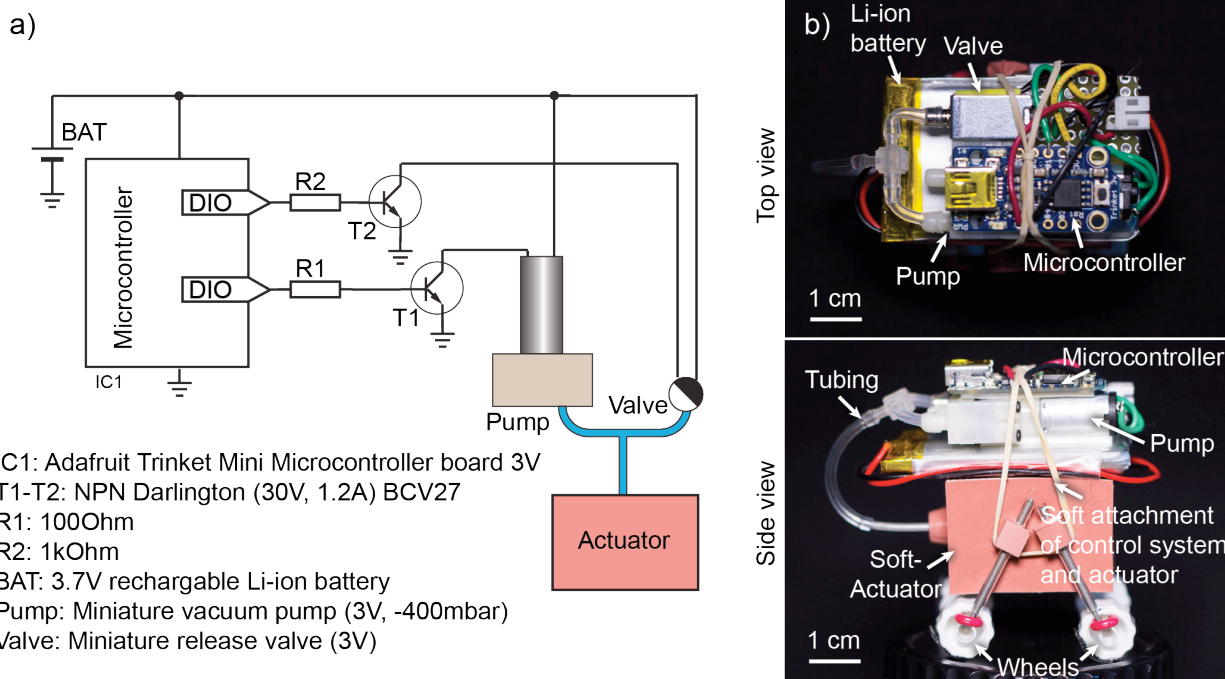 a)
BAT
Microcontroller
DIO
R2
T2
DIO
R1
T1
IC1
Pump
Valve
Actuator
IC1: Adafruit Trinket Mini Microcontroller board 3V
T1-T2: NPN Darlington (30V, 1.2A) BCV27
R1: 100Ohm
R2: 1kOhm
BAT: 3.7V rechargable Li-ion battery
Pump: Miniature vacuum pump (3V, -400mbar)
Valve: Miniature release valve (3V)
b)
Top view
Li-ion
battery
Valve
Pump
Microcontroller
Trinket
1 cm
Side view
Microcontroller
Tubing
Pump
Soft attachment
of control system
and actuator
Soft-
Actuator
1 cm
Wheels